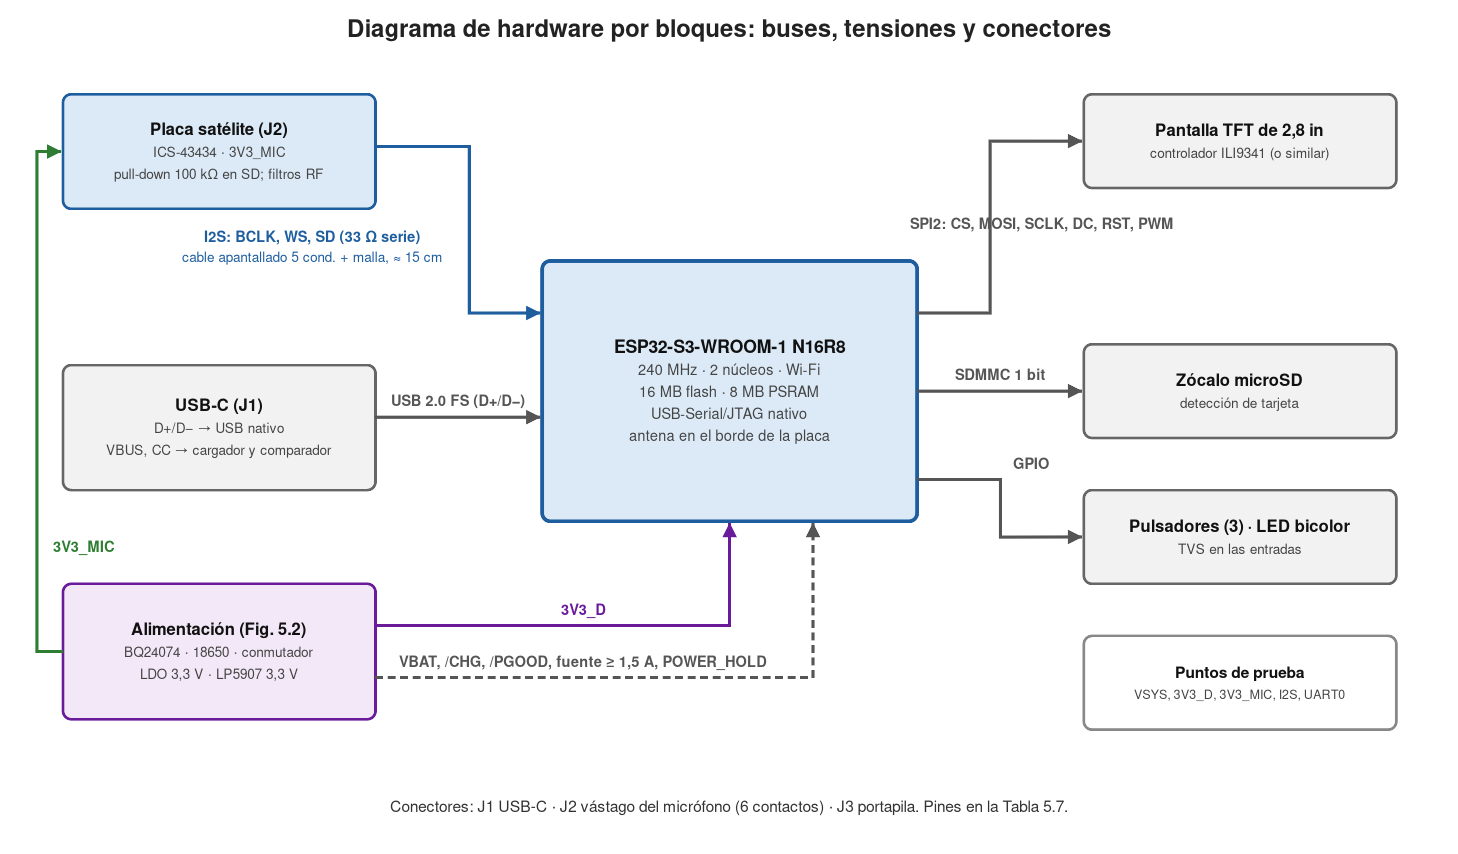 Diagrama de hardware por bloques: buses, tensiones y conectores
Placa satélite (J2)
ICS-43434 · 3V3_MIC
pull-down 100 kΩ en SD; filtros RF
I2S: BCLK, WS, SD (33 Ω serie)
cable apantallado 5 cond. + malla, ≈ 15 cm
USB-C (J1)
D+/D− → USB nativo
VBUS, CC → cargador y comparador
USB 2.0 FS (D+/D−)
3V3_MIC
Alimentación (Fig. 5.2)
BQ24074 · 18650 · conmutador
LDO 3,3 V · LP5907 3,3 V
3V3_D
VBAT, /CHG, /PGOOD, fuente ≥ 1,5 A, POWER_HOLD
ESP32-S3-WROOM-1 N16R8
240 MHz · 2 núcleos · Wi-Fi
16 MB flash · 8 MB PSRAM
USB-Serial/JTAG nativo
antena en el borde de la placa
Pantalla TFT de 2,8 in
controlador ILI9341 (o similar)
SPI2: CS, MOSI, SCLK, DC, RST, PWM
SDMMC 1 bit
Zócalo microSD
detección de tarjeta
GPIO
Pulsadores (3) · LED bicolor
TVS en las entradas
Puntos de prueba
VSYS, 3V3_D, 3V3_MIC, I2S, UART0
Conectores: J1 USB-C · J2 vástago del micrófono (6 contactos) · J3 portapila. Pines en la Tabla 5.7.